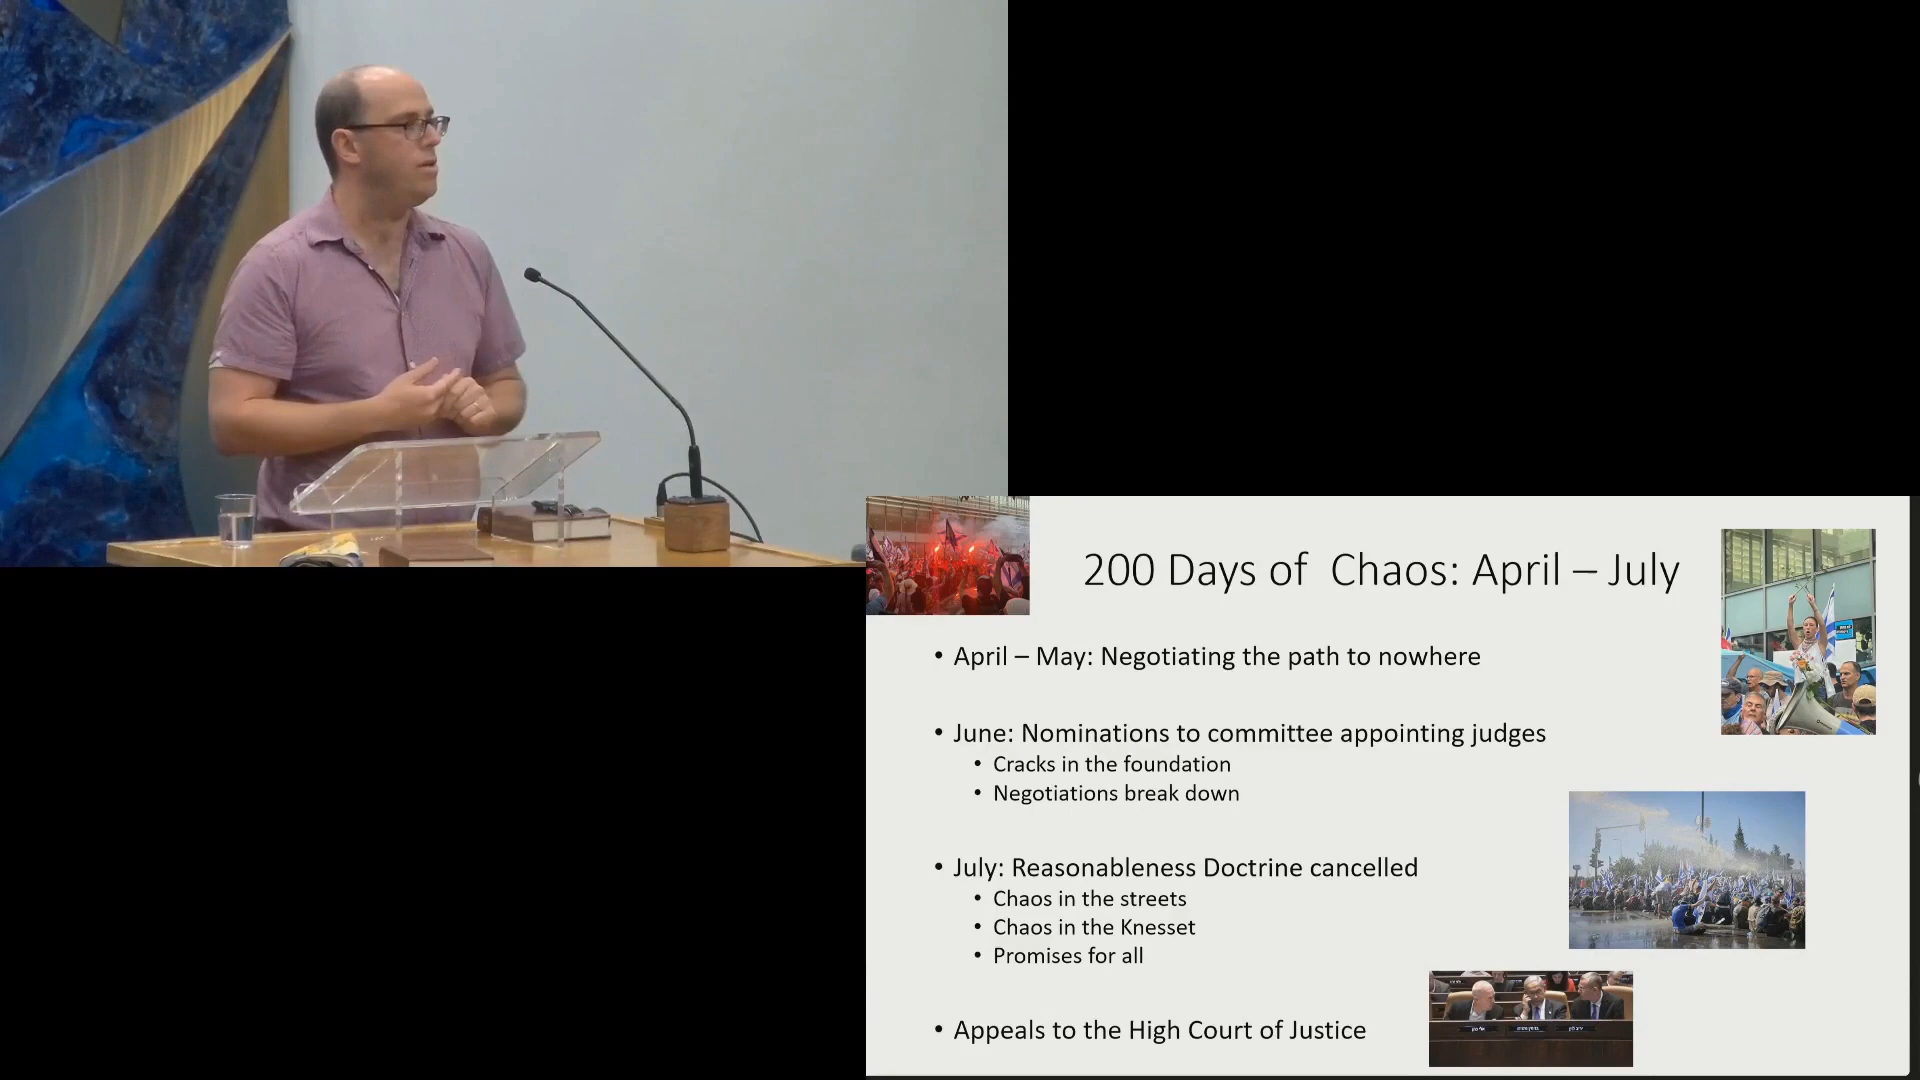 200 Days of  Chaos: April – July
• April – May: Negotiating the path to nowhere
• June: Nominations to committee appointing judges
• Cracks in the foundation
• Negotiations break down
• July: Reasonableness Doctrine cancelled
• Chaos in the streets
• Chaos in the Knesset
• Promises for all
• Appeals to the High Court of Justice